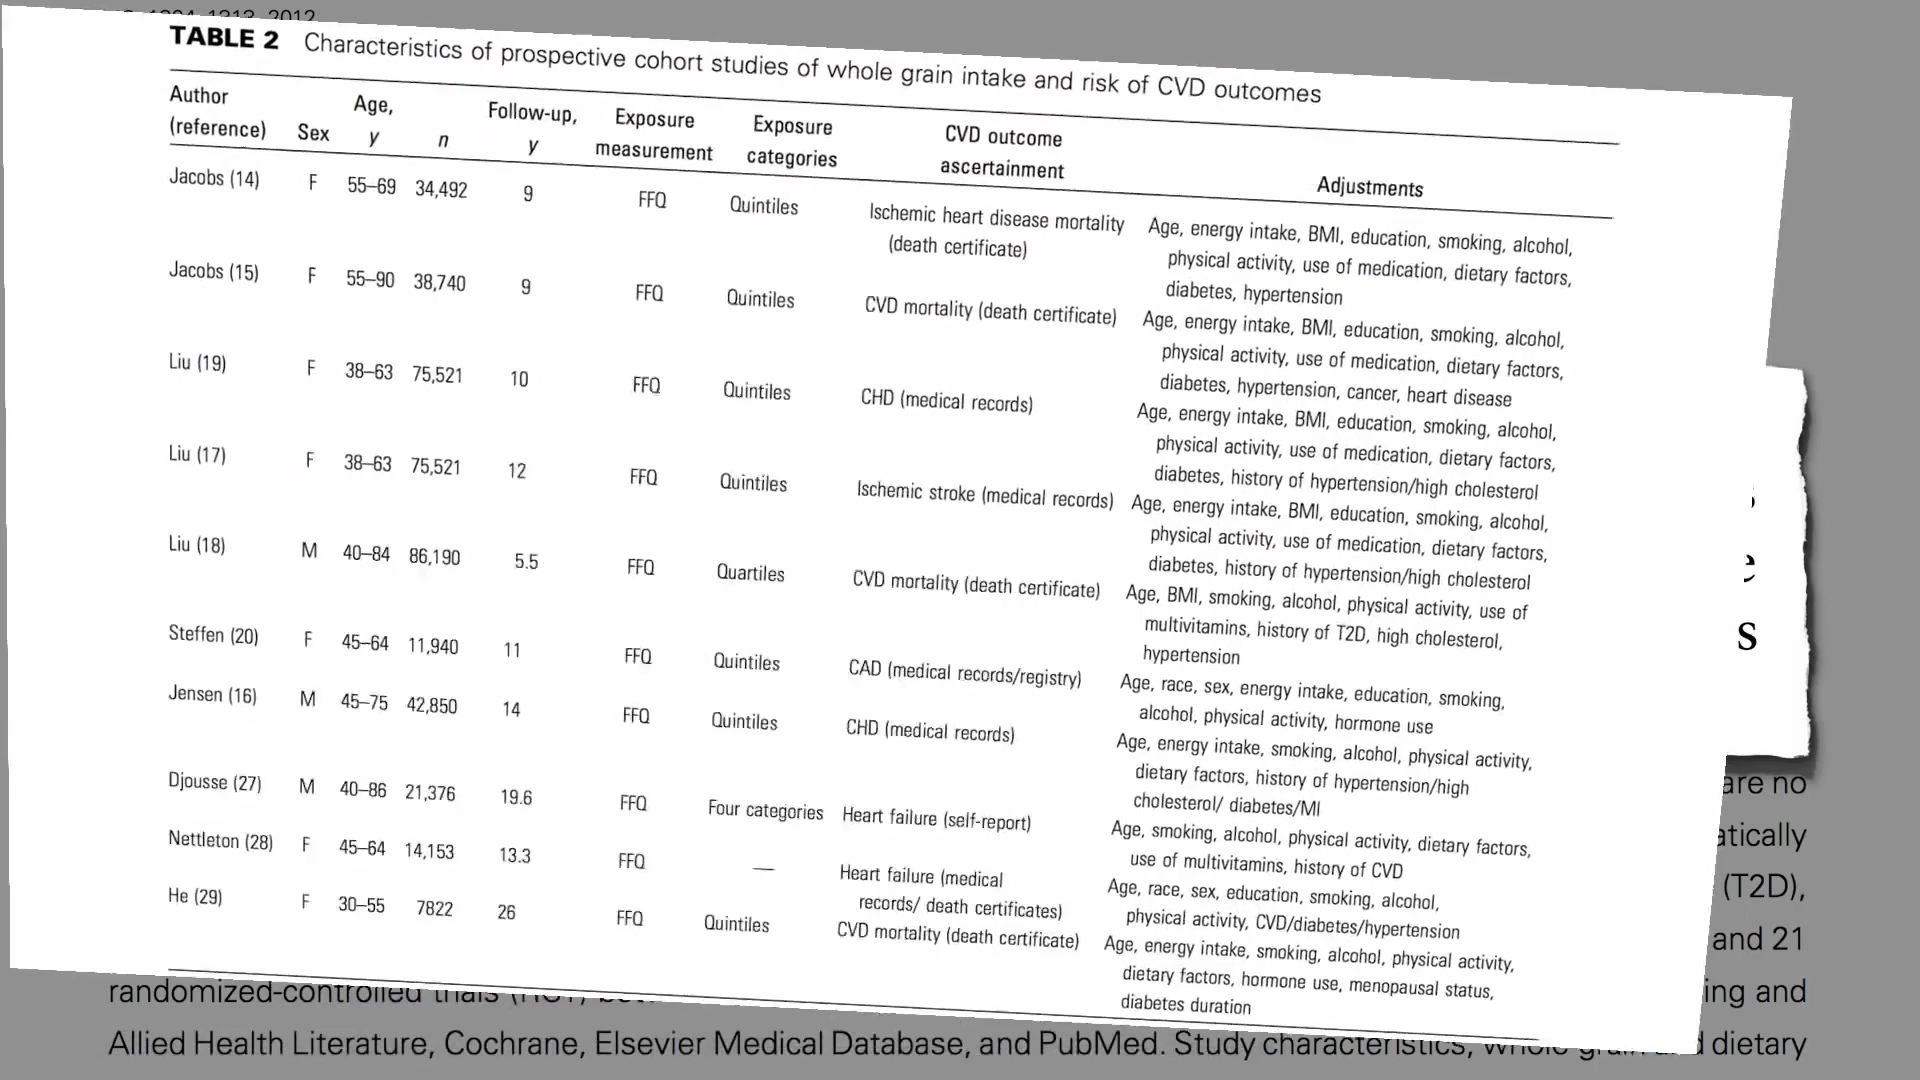 TABLE 2 Characteristics of prospective cohort studies of whole grain intake and risk of CVD outcomes
Author (reference) Sex Age, y n Follow-up, y Exposure measurement Exposure categories CVD outcome ascertainment Adjustments
Jacobs (14) F 55–69 34,492 9 FFQ Quintiles Ischemic heart disease mortality (death certificate) Age, energy intake, BMI, education, smoking, alcohol,
physical activity, use of medication, dietary factors,
diabetes, hypertension
Jacobs (15) F 55–90 38,740 9 FFQ Quintiles CVD mortality (death certificate) Age, energy intake, BMI, education, smoking, alcohol,
physical activity, use of medication, dietary factors,
diabetes, hypertension, cancer, heart disease
Liu (19) F 38–63 75,521 10 FFQ Quintiles CHD (medical records) Age, energy intake, BMI, education, smoking, alcohol,
physical activity, use of medication, dietary factors,
diabetes, history of hypertension/high cholesterol
Liu (17) F 38–63 75,521 12 FFQ Quintiles Ischemic stroke (medical records) Age, energy intake, BMI, education, smoking, alcohol,
physical activity, use of medication, dietary factors,
diabetes, history of hypertension/high cholesterol
Liu (18) M 40–84 86,190 5.5 FFQ Quartiles CVD mortality (death certificate) Age, BMI, smoking, alcohol, physical activity, use of
multivitamins, history of T2D, high cholesterol,
hypertension
Steffen (20) F 45–64 11,940 11 FFQ Quintiles CAD (medical records/registry) Age, race, sex, energy intake, education, smoking,
alcohol, physical activity, hormone use
Jensen (16) M 45–75 42,850 14 FFQ Quintiles CHD (medical records) Age, energy intake, smoking, alcohol, physical activity,
dietary factors, history of hypertension/high
cholesterol/ diabetes/MI
Djousse (27) M 40–86 21,376 19.6 FFQ Four categories Heart failure (self-report) Age, smoking, alcohol, physical activity, dietary factors,
use of multivitamins, history of CVD
Nettleton (28) F 45–64 14,153 13.3 FFQ — Heart failure (medical records/ death certificates) Age, race, sex, education, smoking, alcohol,
physical activity, CVD/diabetes/hypertension
He (29) F 30–55 7822 26 FFQ Quintiles CVD mortality (death certificate) Age, energy intake, smoking, alcohol, physical activity,
dietary factors, hormone use, menopausal status,
diabetes duration
e
s
are no
(T2D),
and 21
randomized-controlled trials and
Allied Health Literature, Cochrane, Elsevier Medical Database, and PubMed. Study characteristics, whole grain dietary